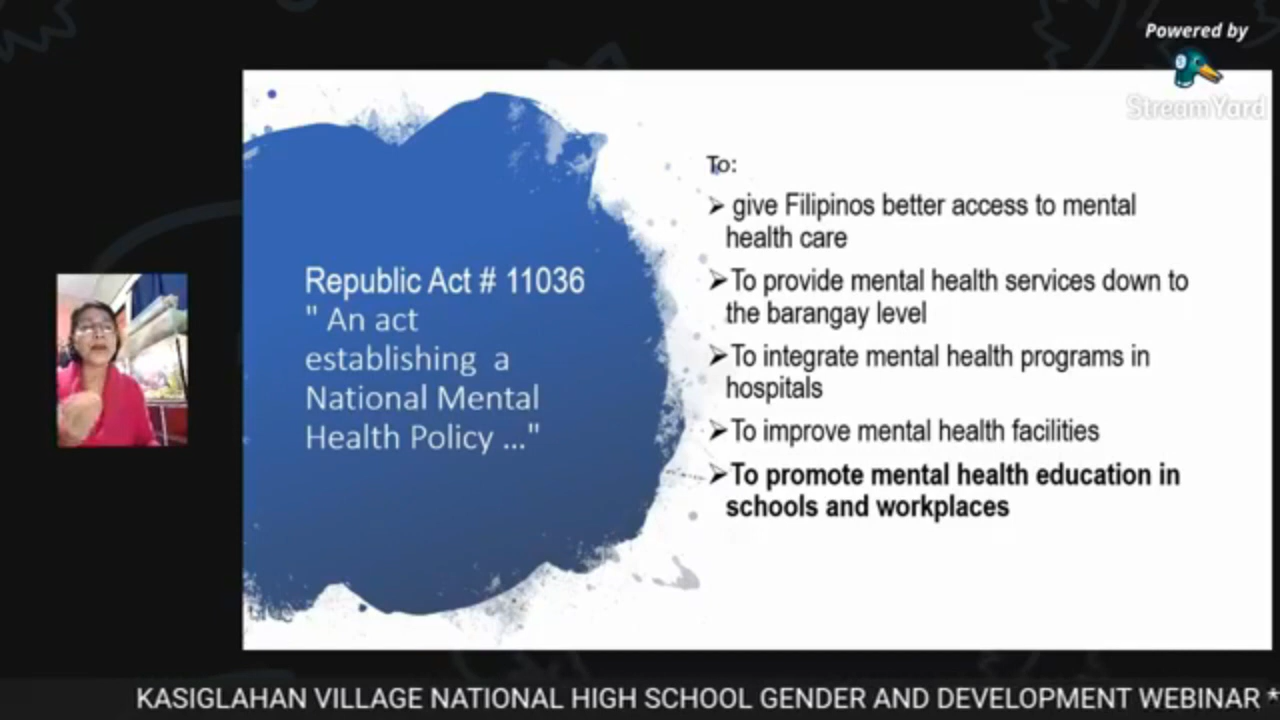 Powered by
StreamYard
Republic Act # 11036
" An act
establishing a
National Mental
Health Policy ..."
To:
➢ give Filipinos better access to mental
health care
➢To provide mental health services down to
the barangay level
➢To integrate mental health programs in
hospitals
➢To improve mental health facilities
➢To promote mental health education in
schools and workplaces
KASIGLAHAN VILLAGE NATIONAL HIGH SCHOOL GENDER AND DEVELOPMENT WEBINAR *